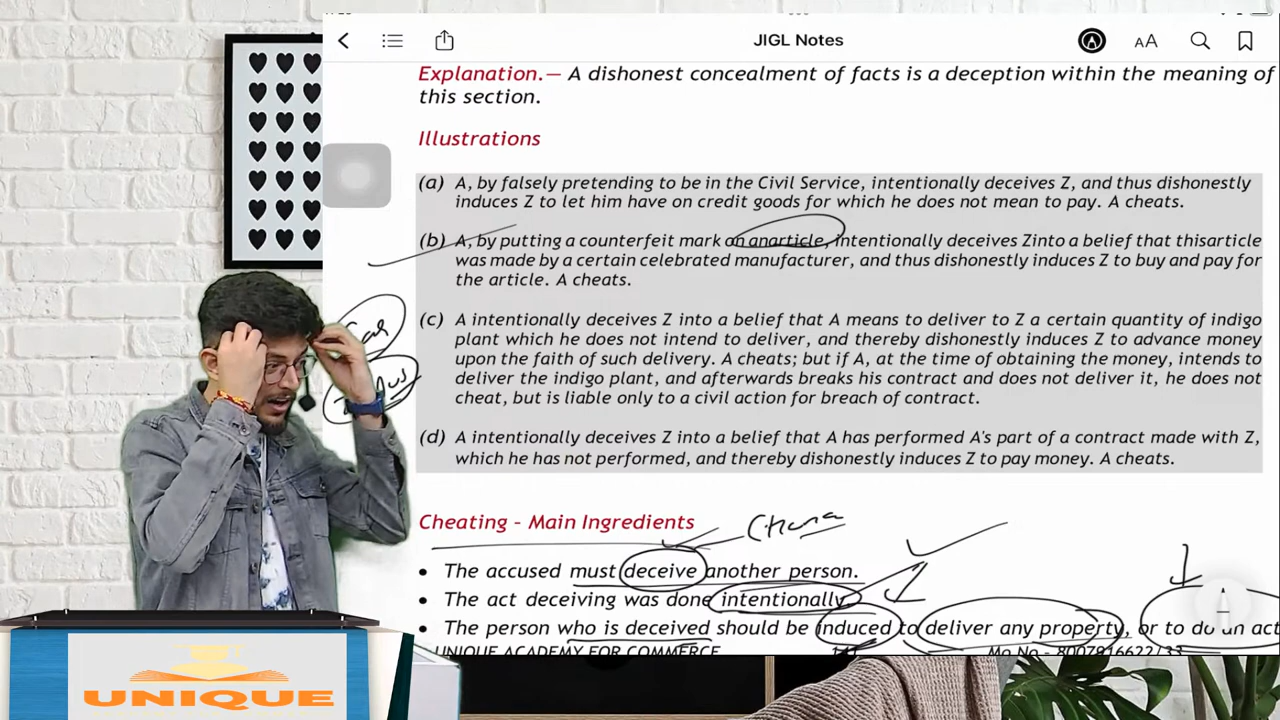 JIGL Notes
AA
Explanation.— A dishonest concealment of facts is a deception within the meaning of
this section.
Illustrations
(a) A, by falsely pretending to be in the Civil Service, intentionally deceives Z, and thus dishonestly
induces Z to let him have on credit goods for which he does not mean to pay. A cheats.
(b) A, by putting a counterfeit mark on anarticle, intentionally deceives Zinto a belief that thisarticle
was made by a certain celebrated manufacturer, and thus dishonestly induces Z to buy and pay for
the article. A cheats.
(c) A intentionally deceives Z into a belief that A means to deliver to Z a certain quantity of indigo
plant which he does not intend to deliver, and thereby dishonestly induces Z to advance money
upon the faith of such delivery. A cheats; but if A, at the time of obtaining the money, intends to
deliver the indigo plant, and afterwards breaks his contract and does not deliver it, he does not
cheat, but is liable only to a civil action for breach of contract.
(d) A intentionally deceives Z into a belief that A has performed A's part of a contract made with Z,
which he has not performed, and thereby dishonestly induces Z to pay money. A cheats.
Cheating – Main Ingredients
• The accused must deceive another person.
• The act deceiving was done intentionally.
• The person who is deceived should be induced to deliver any property, or to do an act
UNIQUE ACADEMY FOR COMMERCE
Mo No - 8007916622/33
UNIQUE